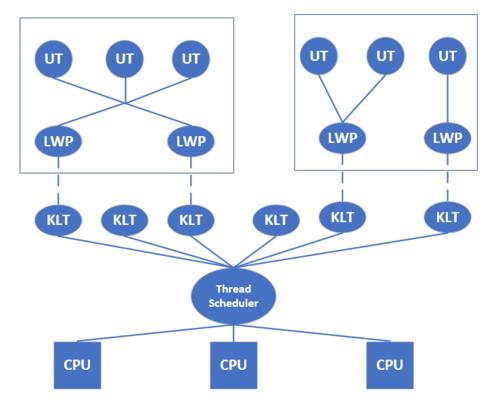 UT UT UT UT UT UT
LWP LWP LWP LWP
KLT KLT KLT KLT KLT KLT
Thread
Scheduler
CPU CPU CPU